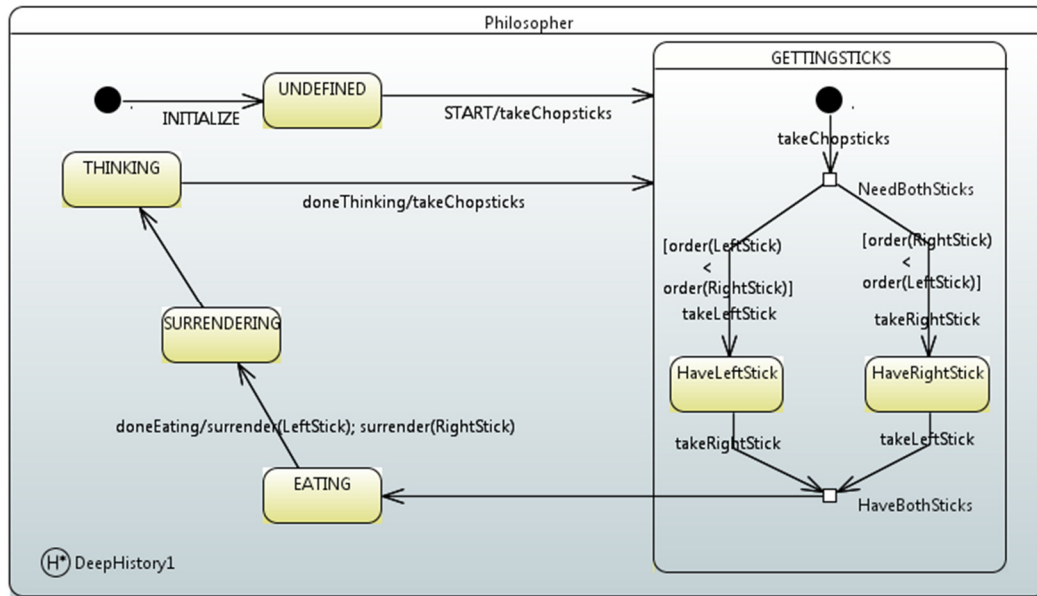 Philosopher
GETTINGSTICKS
UNDEFINED
.
INITIALIZE
START/takeChopsticks
.
takeChopsticks
THINKING
doneThinking/takeChopsticks
NeedBothSticks
[order(LeftStick)
<
order(RightStick)]
takeLeftStick
[order(RightStick)
<
order(LeftStick)]
takeRightStick
SURRENDERING
HaveLeftStick
HaveRightStick
takeRightStick
takeLeftStick
doneEating/surrender(LeftStick); surrender(RightStick)
EATING
HaveBothSticks
H* DeepHistory1